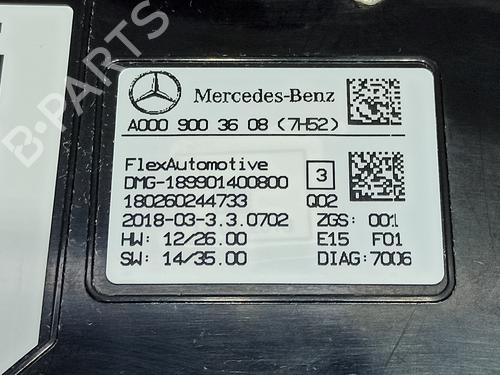 B-PARTS
Mercedes-Benz
A000 900 36 08 (7H52)
FlexAutomotive
3
DMG-189901400800
180260244733 Q02
2018-03-3.3.0702 ZGS: 001
HW: 12/26.00 E15 F01
SW: 14/35.00 DIAG:7006